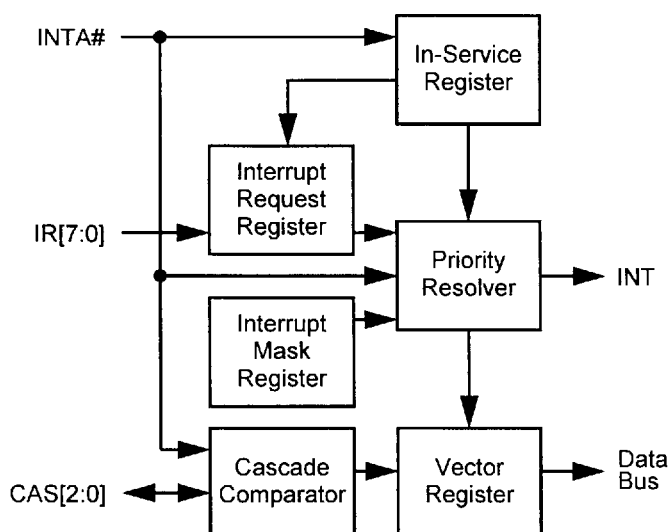 INTA#
In-Service
Register
Interrupt
Request
Register
IR[7:0]
Priority
Resolver
INT
Interrupt
Mask
Register
Cascade
Comparator
CAS[2:0]
Vector
Register
Data
Bus